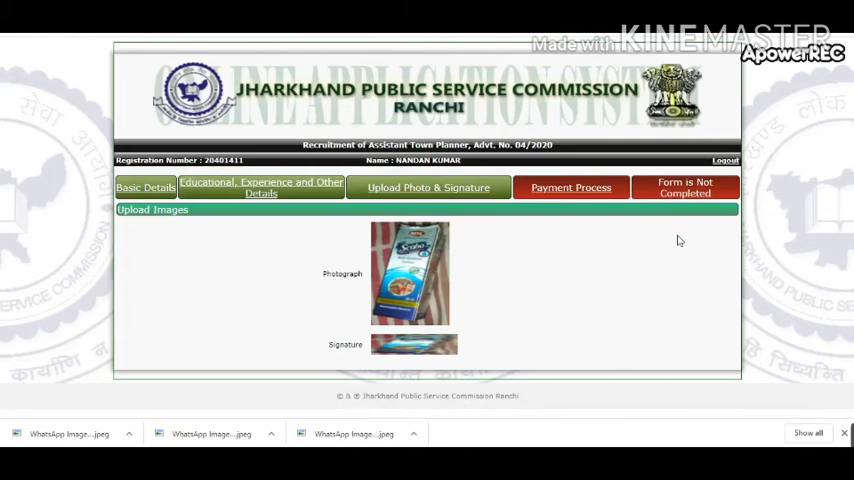 Made with KINEMASTER
ApowerREC
ONLINE APPLICATION SYSTEM
JHARKHAND PUBLIC SERVICE COMMISSION
RANCHI
Recruitment of Assistant Town Planner, Advt. No. 04/2020
Registration Number : 20401411 Name : NANDAN KUMAR Logout
Basic Details
Educational, Experience and Other
Details
Upload Photo & Signature
Payment Process
Form is Not
Completed
Upload Images
Photograph
Signature
© & ® Jharkhand Public Service Commission Ranchi
WhatsApp Image....jpeg WhatsApp Image....jpeg WhatsApp Image....jpeg Show all